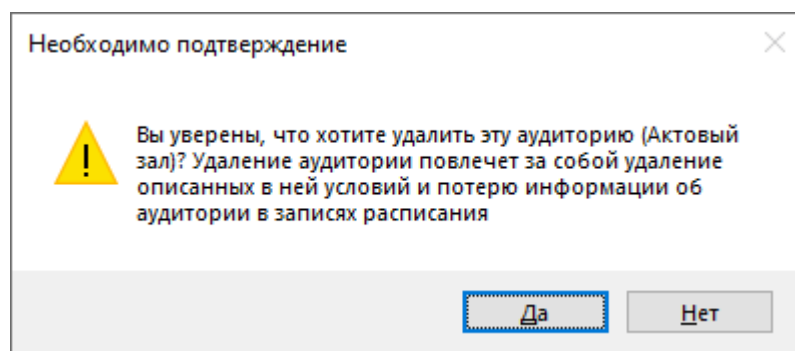 Необходимо подтверждение
Вы уверены, что хотите удалить эту аудиторию (Актовый
зал)? Удаление аудитории повлечет за собой удаление
описанных в ней условий и потерю информации об
аудитории в записях расписания
Да
Нет